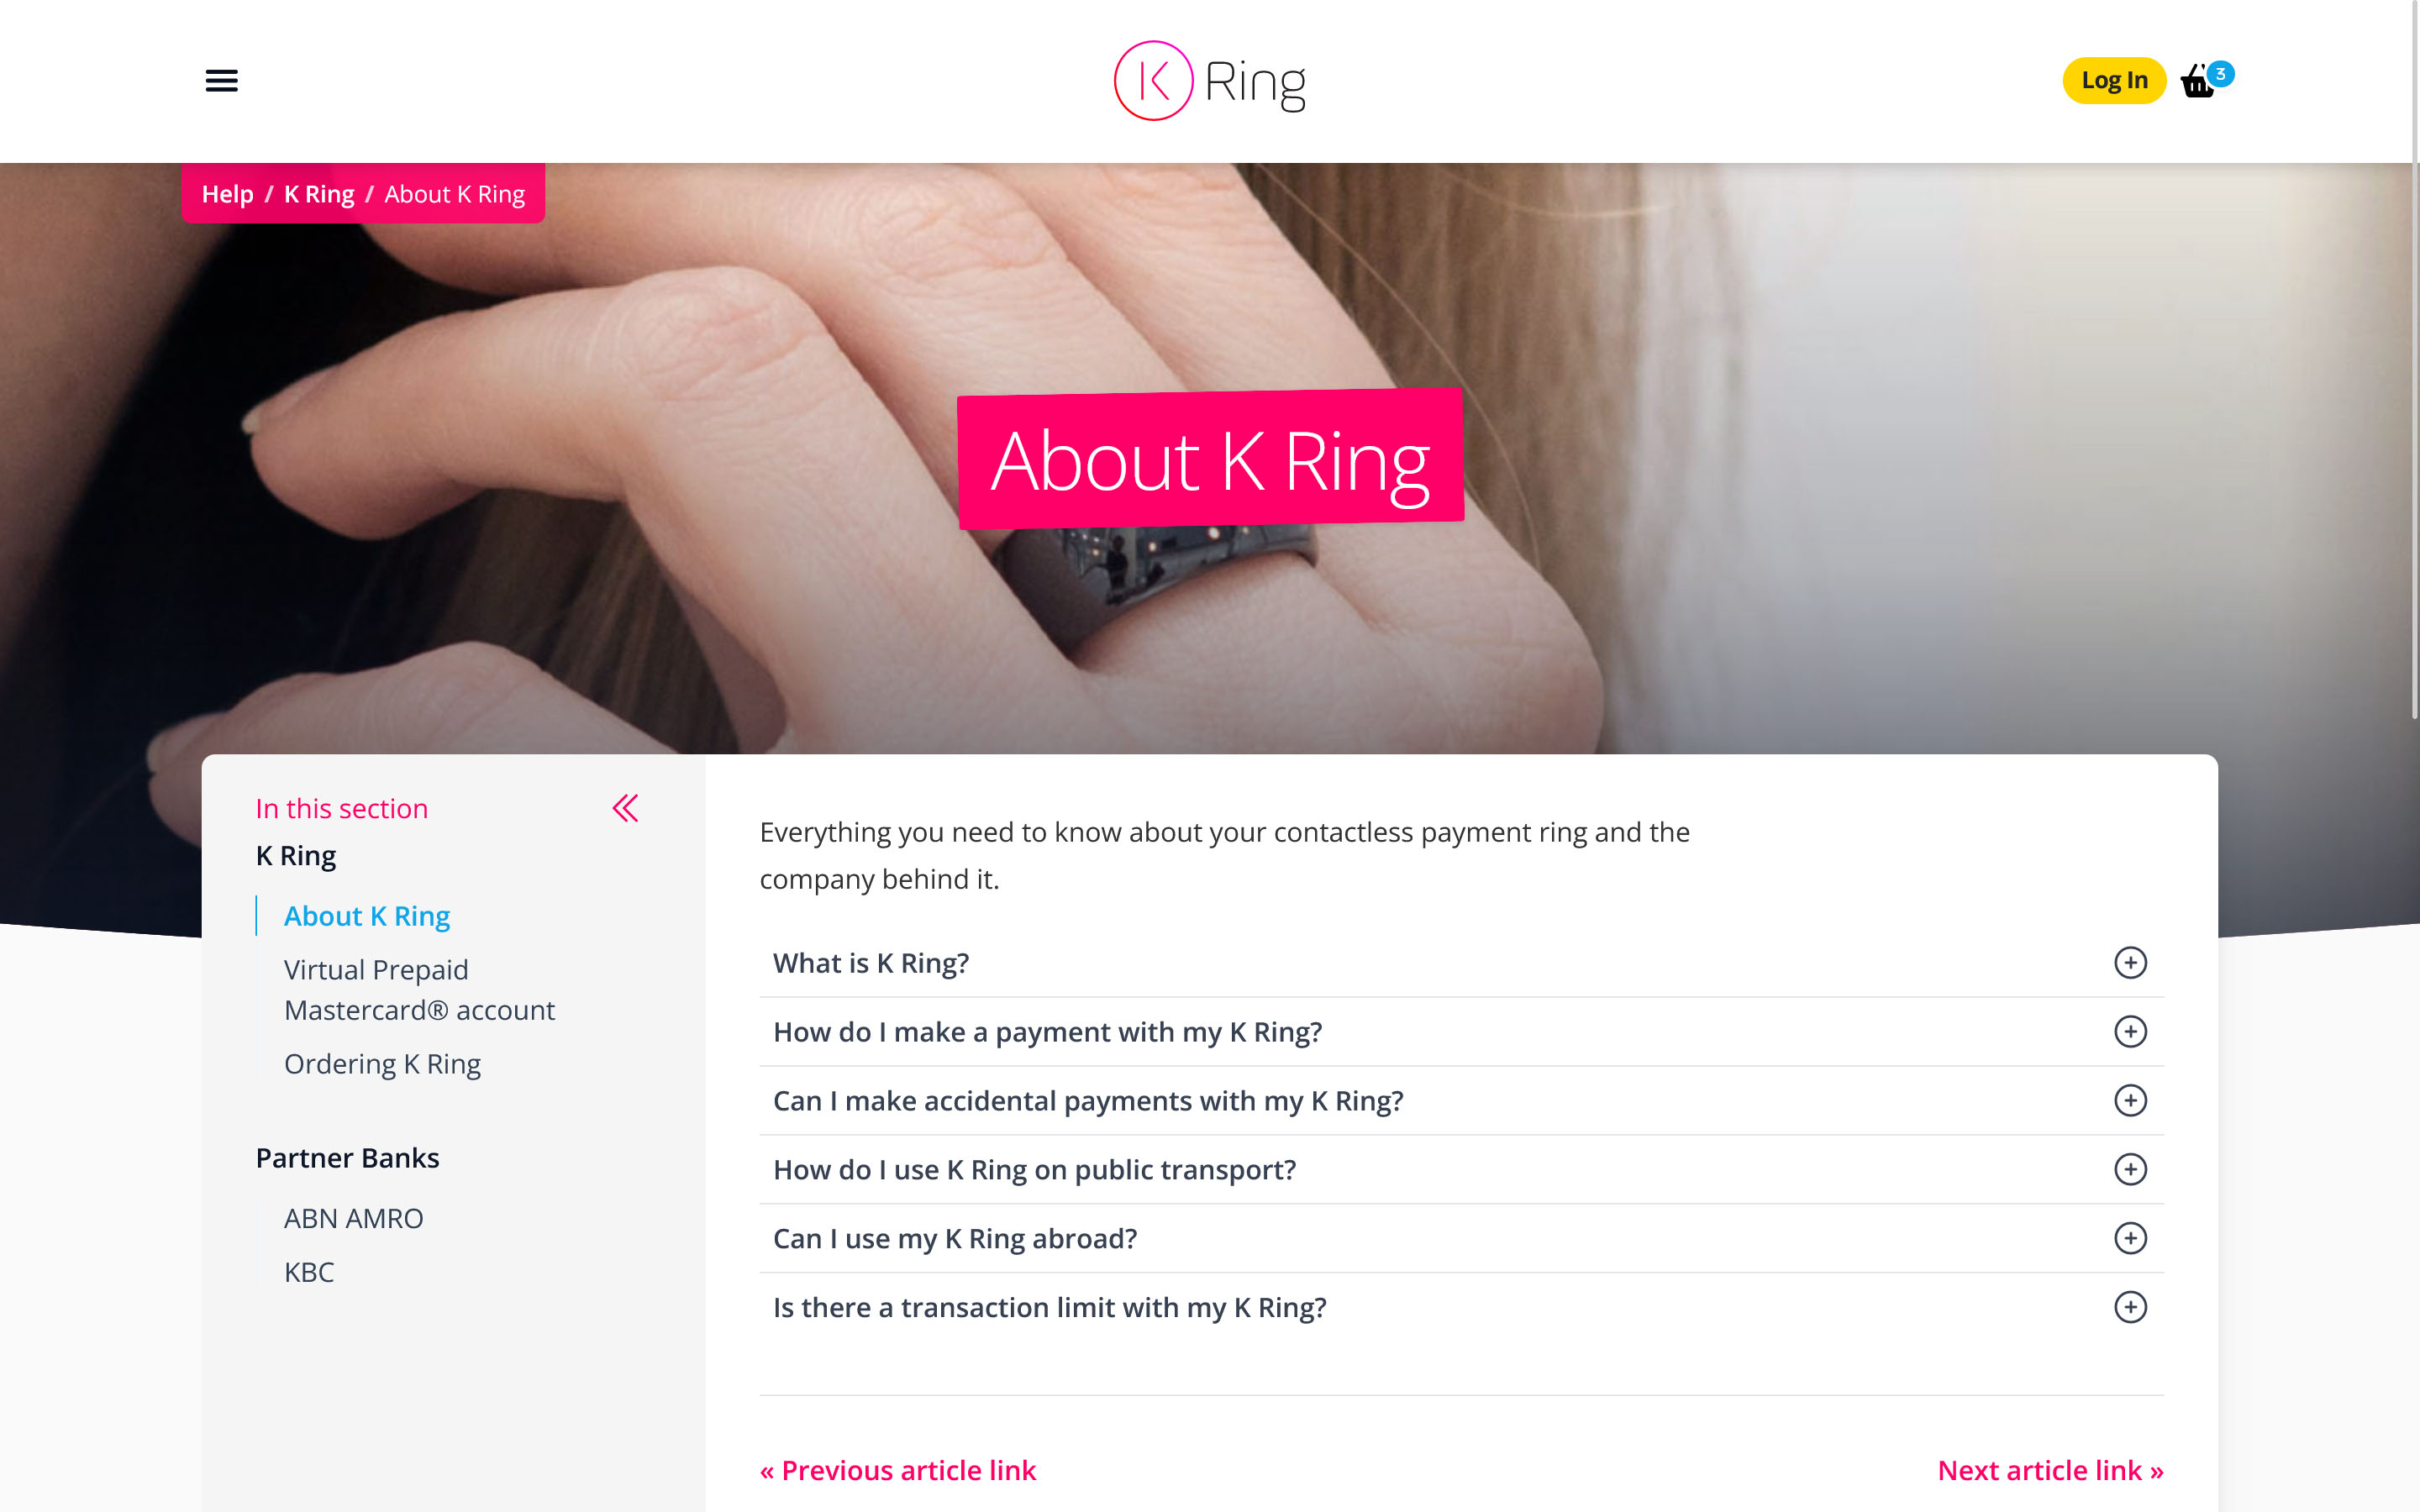 K Ring
Log In
3
Help / K Ring / About K Ring
About K Ring
In this section
K Ring
About K Ring
Virtual Prepaid
Mastercard® account
Ordering K Ring
Partner Banks
ABN AMRO
KBC
Everything you need to know about your contactless payment ring and the
company behind it.
What is K Ring?
How do I make a payment with my K Ring?
Can I make accidental payments with my K Ring?
How do I use K Ring on public transport?
Can I use my K Ring abroad?
Is there a transaction limit with my K Ring?
« Previous article link
Next article link »